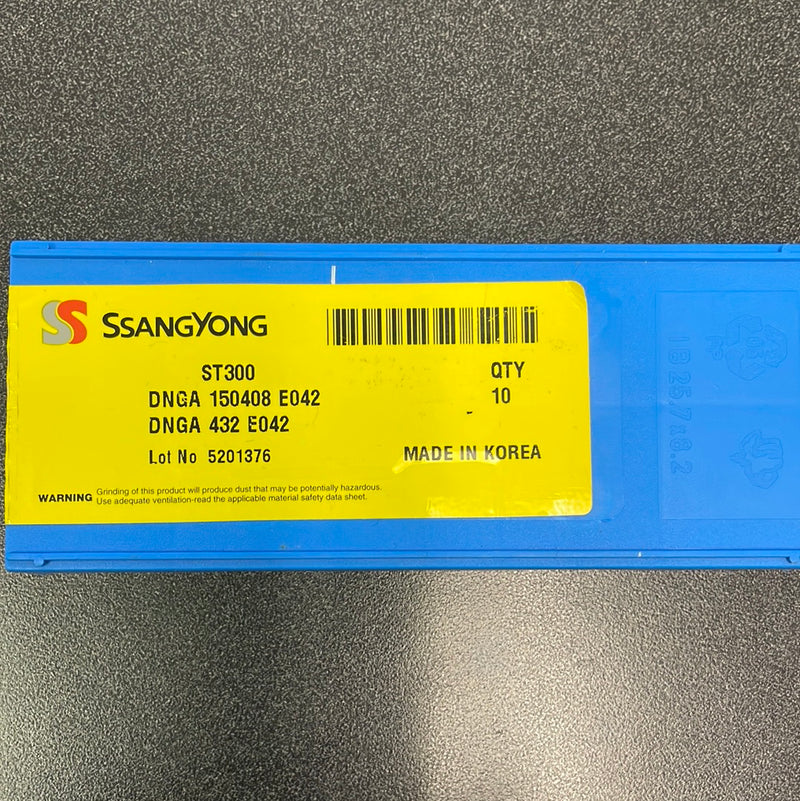 SS SSANGYONG
ST300
QTY
DNGA 150408 E042
10
DNGA 432 E042
Lot No 5201376
MADE IN KOREA
WARNING Grinding of this product will produce dust that may be potentially hazardous.
Use adequate ventilation-read the applicable material safety data sheet.
PP